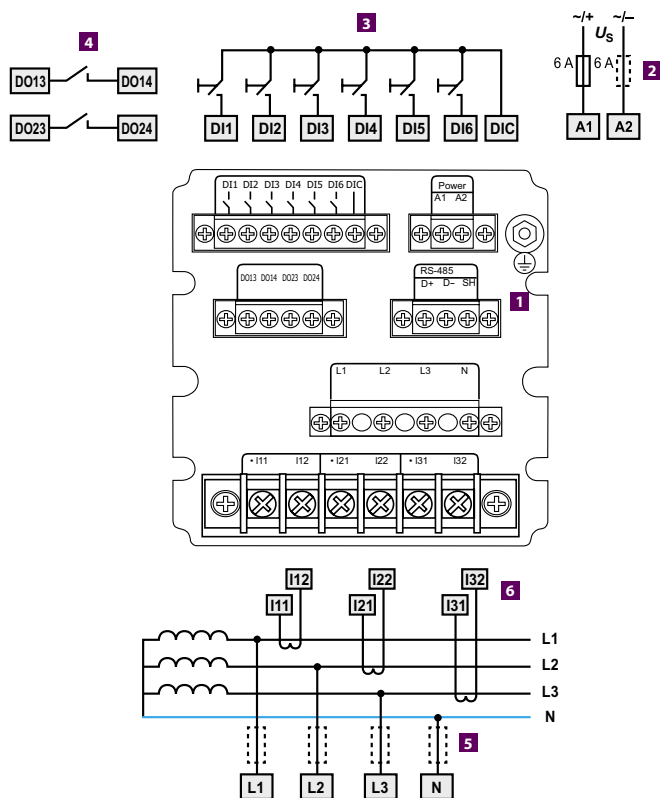 4
3
~/+ ~/–
US
6 A 6 A 2
DO13 DO14
DO23 DO24
DI1 DI2 DI3 DI4 DI5 DI6 DIC
A1 A2
DI1 DI2 DI3 DI4 DI5 DI6 DIC
Power
A1 A2
DO13 DO14 DO23 DO24
RS-485
D+ D– SH
1
L1 L2 L3 N
• I11 I12 • I21 I22 • I31 I32
I12 I22 I32 6
I11 I21 I31
L1
L2
L3
N
5
L1 L2 L3 N